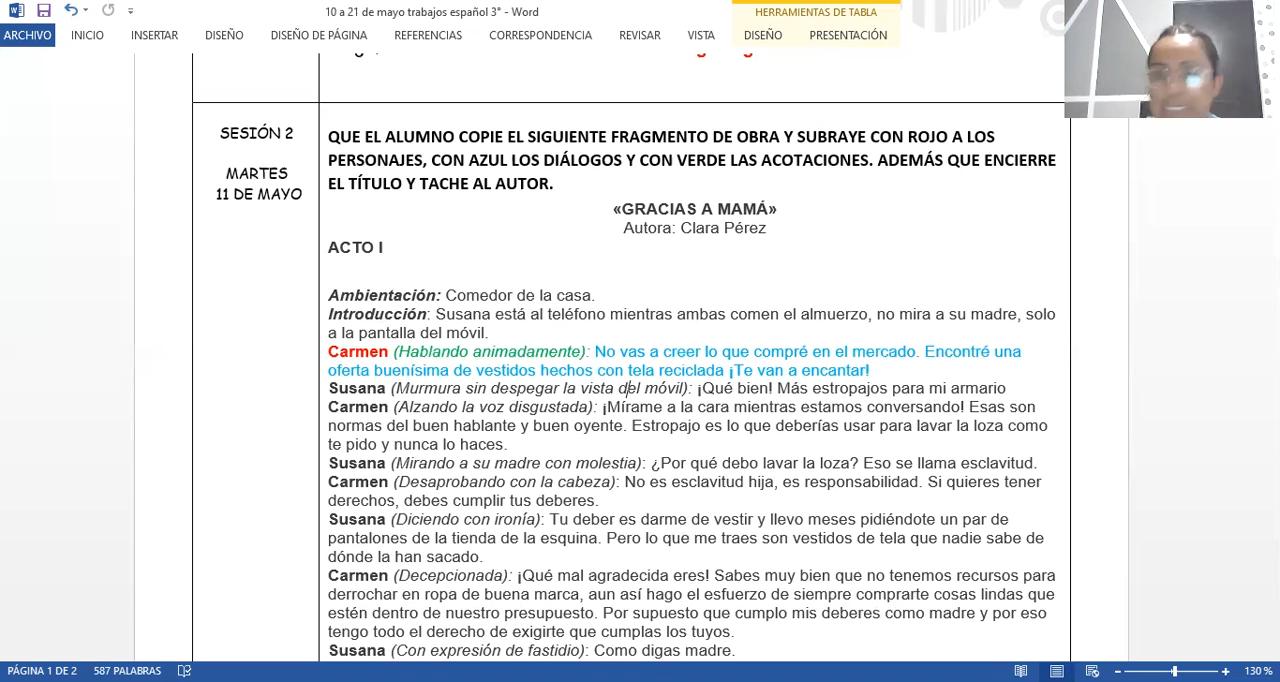 10 a 21 de mayo trabajos español 3° - Word
HERRAMIENTAS DE TABLA
ARCHIVO INICIO INSERTAR DISEÑO DISEÑO DE PÁGINA REFERENCIAS CORRESPONDENCIA REVISAR VISTA DISEÑO PRESENTACIÓN
SESIÓN 2
MARTES
11 DE MAYO
QUE EL ALUMNO COPIE EL SIGUIENTE FRAGMENTO DE OBRA Y SUBRAYE CON ROJO A LOS
PERSONAJES, CON AZUL LOS DIÁLOGOS Y CON VERDE LAS ACOTACIONES. ADEMÁS QUE ENCIERRE
EL TÍTULO Y TACHE AL AUTOR.
«GRACIAS A MAMÁ»
Autora: Clara Pérez
ACTO I
Ambientación: Comedor de la casa.
Introducción: Susana está al teléfono mientras ambas comen el almuerzo, no mira a su madre, solo
a la pantalla del móvil.
Carmen (Hablando animadamente): No vas a creer lo que compré en el mercado. Encontré una
oferta buenísima de vestidos hechos con tela reciclada ¡Te van a encantar!
Susana (Murmura sin despegar la vista del móvil): ¡Qué bien! Más estropajos para mi armario
Carmen (Alzando la voz disgustada): ¡Mírame a la cara mientras estamos conversando! Esas son
normas del buen hablante y buen oyente. Estropajo es lo que deberías usar para lavar la loza como
te pido y nunca lo haces.
Susana (Mirando a su madre con molestia): ¿Por qué debo lavar la loza? Eso se llama esclavitud.
Carmen (Desaprobando con la cabeza): No es esclavitud hija, es responsabilidad. Si quieres tener
derechos, debes cumplir tus deberes.
Susana (Diciendo con ironía): Tu deber es darme de vestir y llevo meses pidiéndote un par de
pantalones de la tienda de la esquina. Pero lo que me traes son vestidos de tela que nadie sabe de
dónde la han sacado.
Carmen (Decepcionada): ¡Qué mal agradecida eres! Sabes muy bien que no tenemos recursos para
derrochar en ropa de buena marca, aun así hago el esfuerzo de siempre comprarte cosas lindas que
estén dentro de nuestro presupuesto. Por supuesto que cumplo mis deberes como madre y por eso
tengo todo el derecho de exigirte que cumplas los tuyos.
Susana (Con expresión de fastidio): Como digas madre.
PÁGINA 1 DE 2 587 PALABRAS 130 %